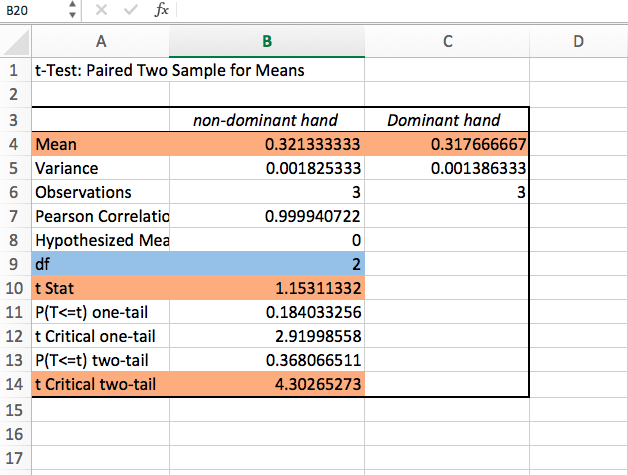 B20 fx
A B C D
1 t-Test: Paired Two Sample for Means
2
3 non-dominant hand Dominant hand
4 Mean 0.321333333 0.317666667
5 Variance 0.001825333 0.001386333
6 Observations 3 3
7 Pearson Correlatio 0.999940722
8 Hypothesized Mea 0
9 df 2
10 t Stat 1.15311332
11 P(T<=t) one-tail 0.184033256
12 t Critical one-tail 2.91998558
13 P(T<=t) two-tail 0.368066511
14 t Critical two-tail 4.30265273
15
16
17